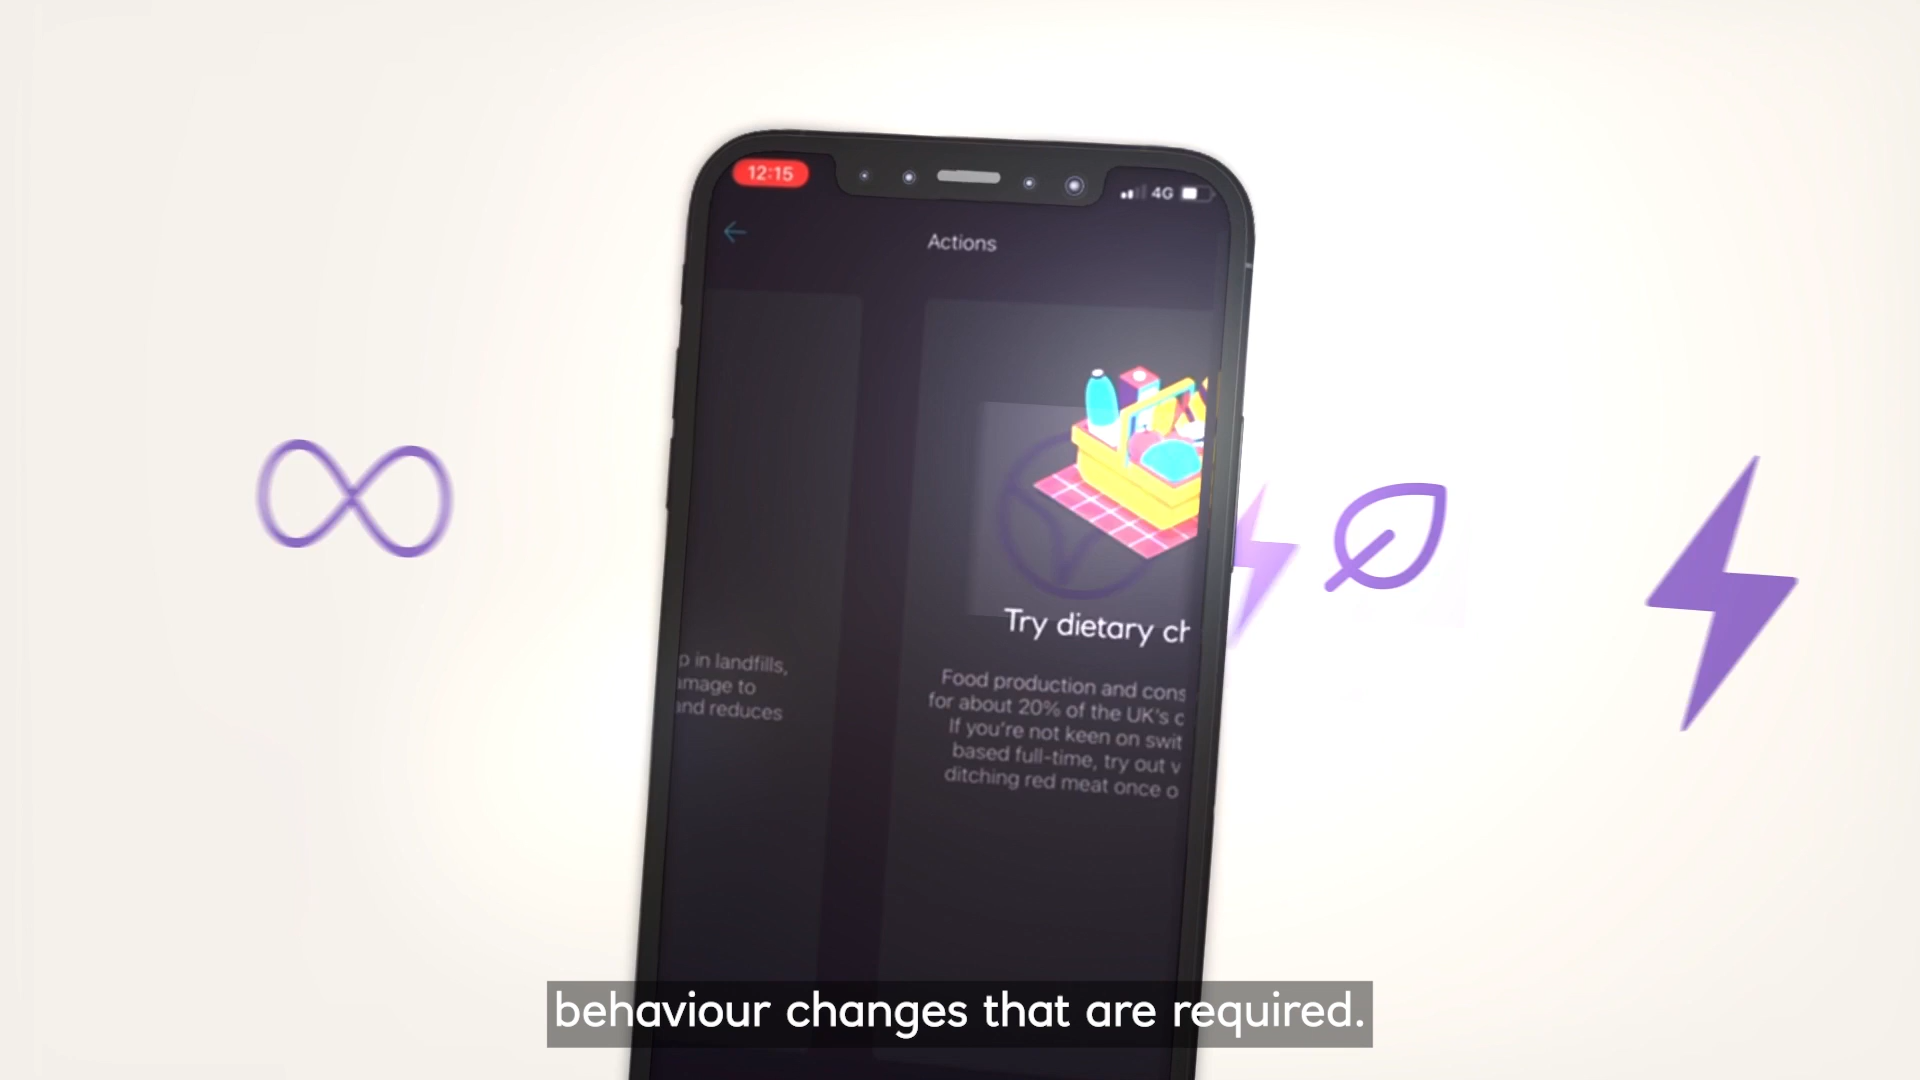 12:15
4G
Actions
Try dietary ch
p in landfills,
amage to
and reduces
Food production and cons
for about 20% of the UK's c
If you're not keen on swit
based full-time, try out v
ditching red meat once o
behaviour changes that are required.